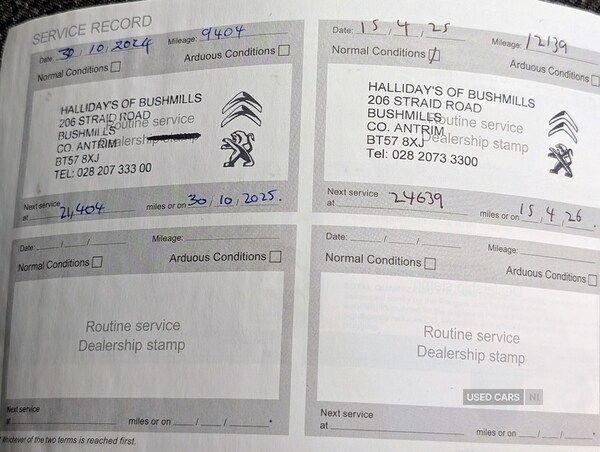 SERVICE RECORD
Date: 30 / 10 / 2024 Mileage: 9404
Normal Conditions Arduous Conditions
HALLIDAY'S OF BUSHMILLS
206 STRAID ROAD
Routine service
BUSHMILLS
Dealership stamp
CO. ANTRIM
BT57 8XJ
TEL: 028 207 333 00
Next service
at 21,404 miles or on 30 / 10 / 2025.
Date: 15 / 4 / 25 Mileage: 12139
Normal Conditions Arduous Conditions
HALLIDAY'S OF BUSHMILLS
206 STRAID ROAD
Routine service
BUSHMILLS
Dealership stamp
CO. ANTRIM
BT57 8XJ
Tel: 028 2073 3300
Next service
at 24639 miles or on 15 / 4 / 26 *
Date: / / Mileage:
Normal Conditions Arduous Conditions
Routine service
Dealership stamp
Next service
at miles or on / / *
Date: / / Mileage:
Normal Conditions Arduous Conditions
Routine service
Dealership stamp
Next service
at miles or on / / *
* Whichever of the two terms is reached first.
USED CARS NI